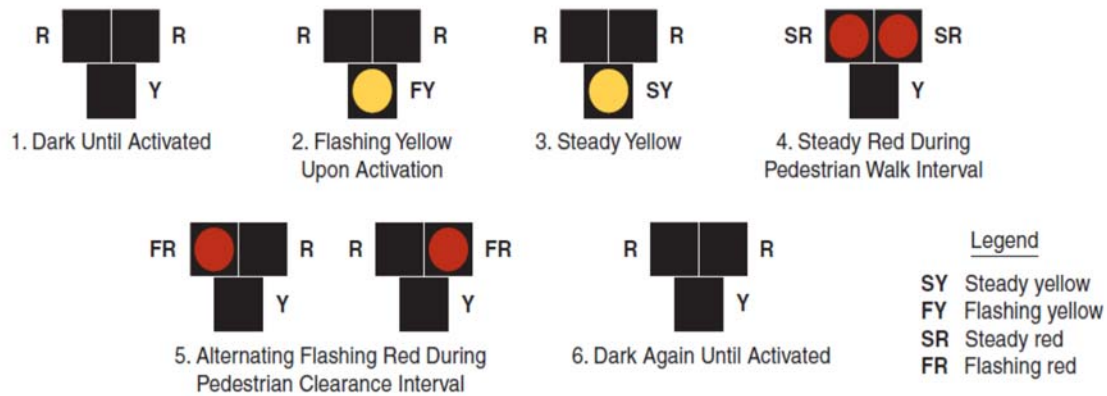 R R R R R R SR SR
Y FY SY Y
1. Dark Until Activated
2. Flashing Yellow
Upon Activation
3. Steady Yellow
4. Steady Red During
Pedestrian Walk Interval
FR R R FR R R
Y Y Y
5. Alternating Flashing Red During
Pedestrian Clearance Interval
6. Dark Again Until Activated
Legend
SY Steady yellow
FY Flashing yellow
SR Steady red
FR Flashing red